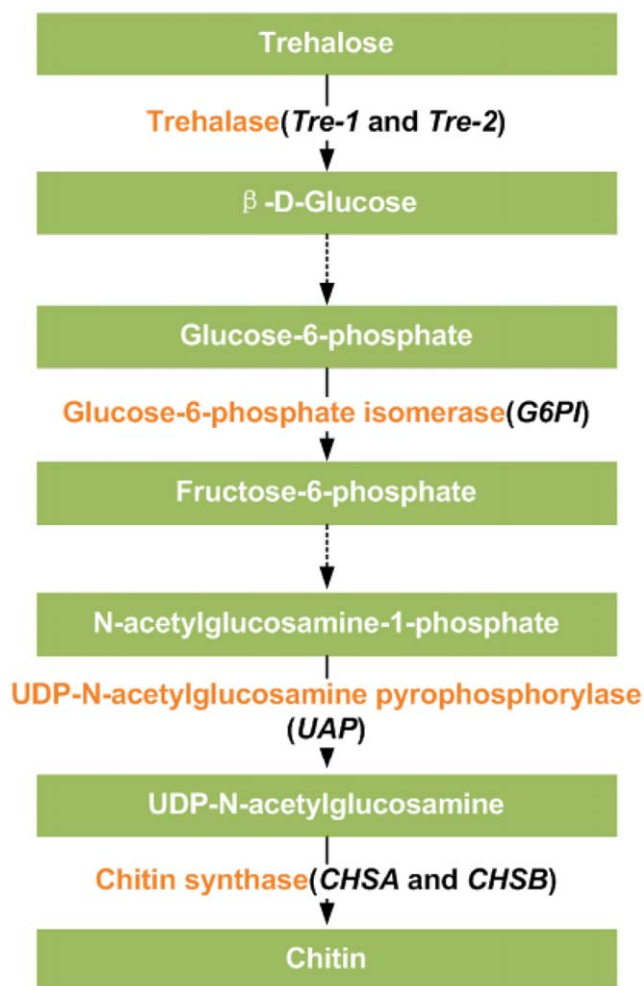 Trehalose
Trehalase(Tre-1 and Tre-2)
β-D-Glucose
Glucose-6-phosphate
Glucose-6-phosphate isomerase(G6PI)
Fructose-6-phosphate
N-acetylglucosamine-1-phosphate
UDP-N-acetylglucosamine pyrophosphorylase
(UAP)
UDP-N-acetylglucosamine
Chitin synthase(CHSA and CHSB)
Chitin